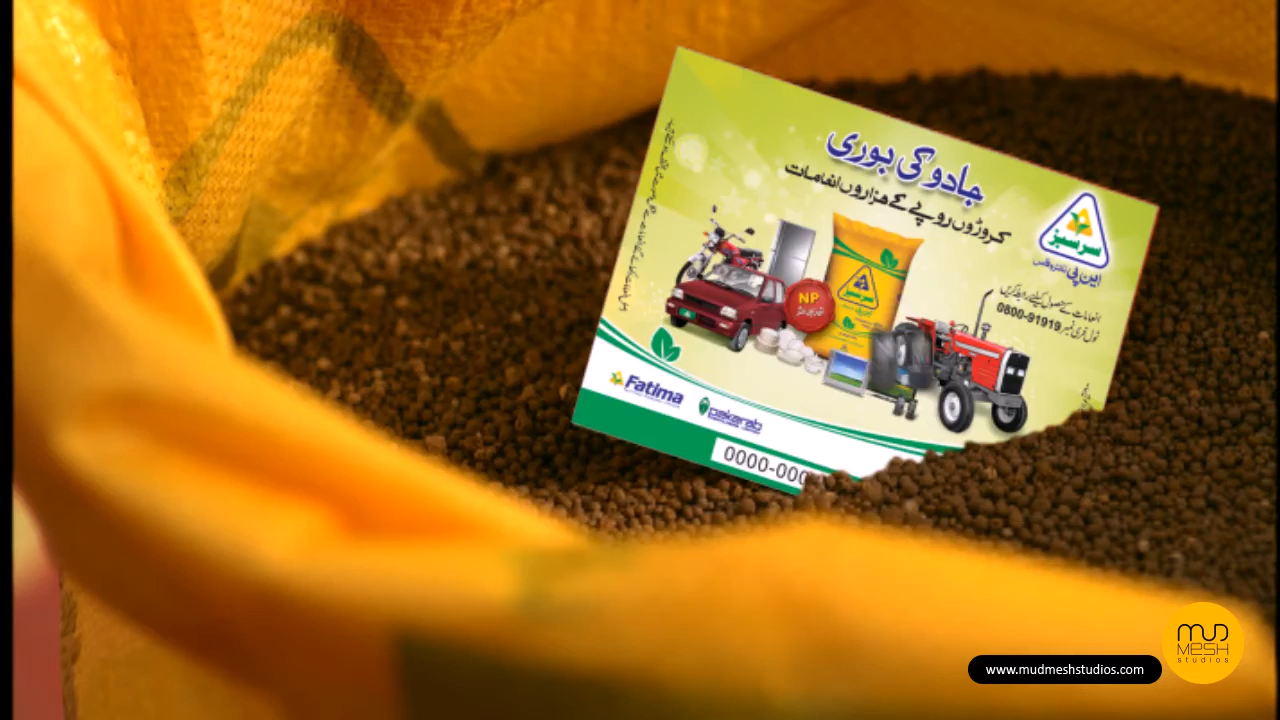 جادو کی بوری
کروڑوں روپے کے ہزاروں انعامات
سرسبز
این پی
انعامات کے حصول کیلئے رابطہ کریں
ٹول فری نمبر 0800-91919
NP
سرسبز
Fatima
pakarab
0000-000
MUD
MESH
studios
www.mudmeshstudios.com